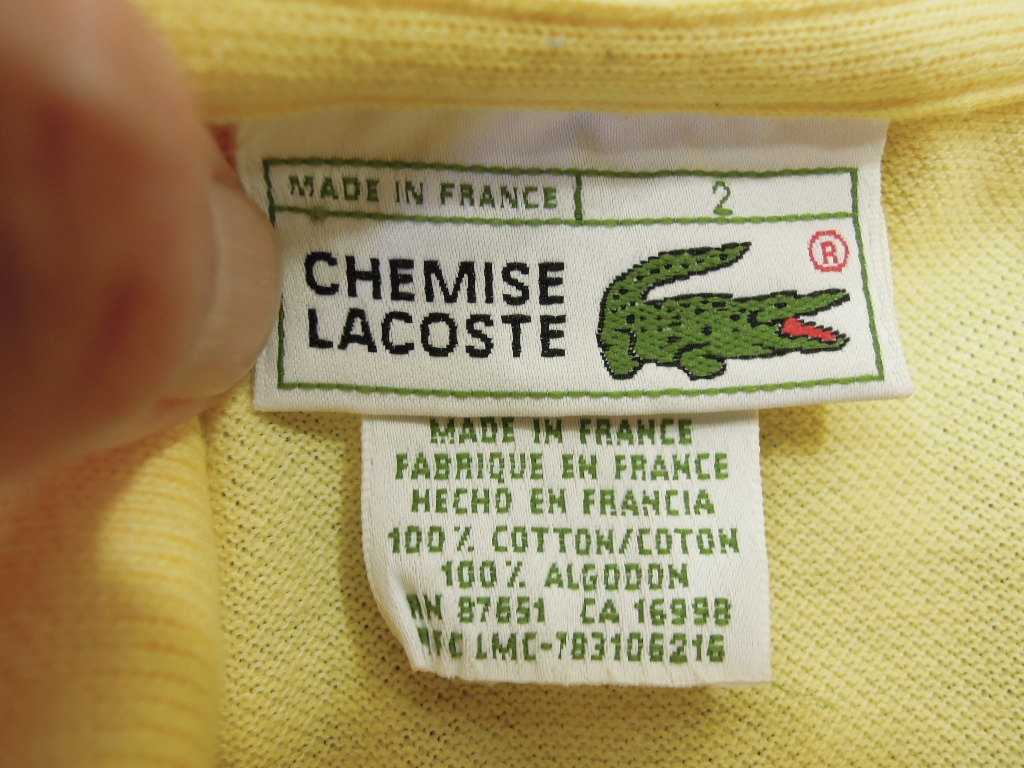 MADE IN FRANCE 2
CHEMISE
LACOSTE
®
MADE IN FRANCE
FABRIQUE EN FRANCE
HECHO EN FRANCIA
100% COTTON/COTON
100% ALGODON
RN 87651 CA 16998
LMC-783106216